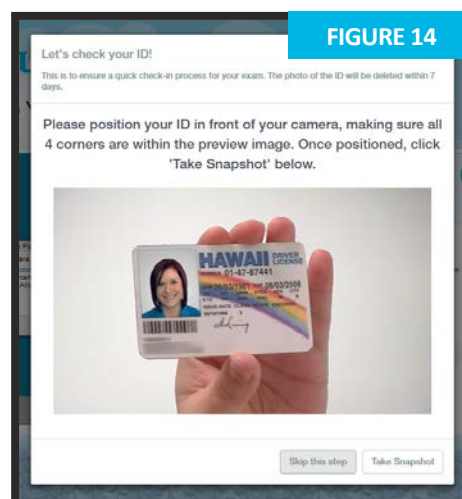 FIGURE 14
Let's check your ID!
This is to ensure a quick check-in process for your exam. The photo of the ID will be deleted within 7
days.
Please position your ID in front of your camera, making sure all
4 corners are within the preview image. Once positioned, click
'Take Snapshot' below.
HAWAII DRIVER
LICENSE
01-47-87441
Skip this step
Take Snapshot